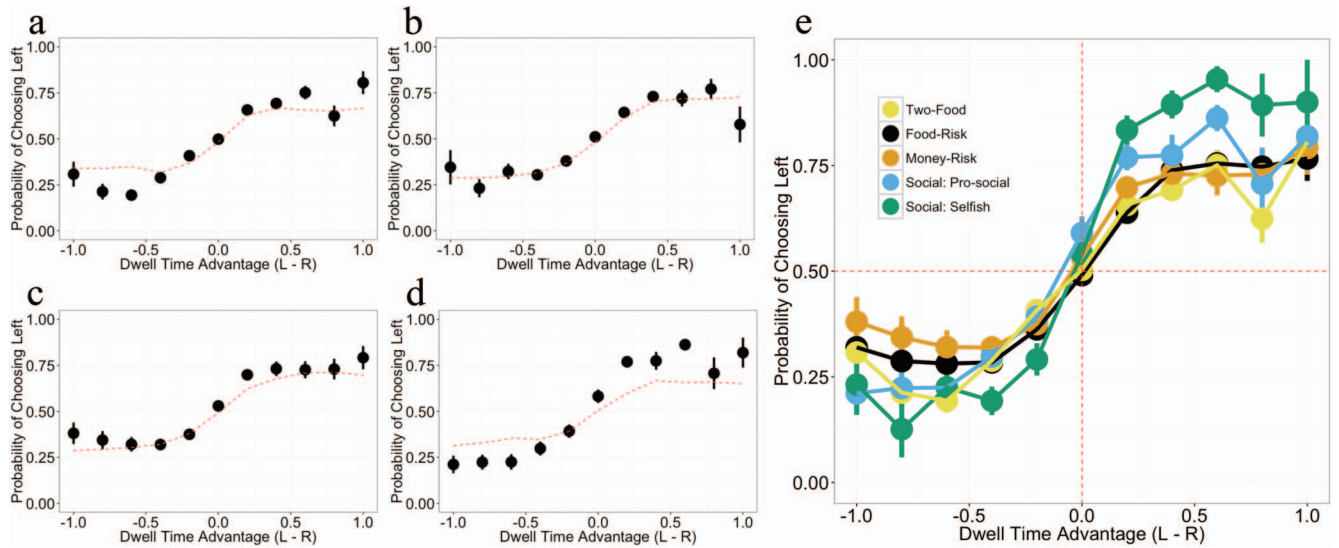 a
Probability of Choosing Left
1.00
0.75
0.50
0.25
0.00
-1.0 -0.5 0.0 0.5 1.0
Dwell Time Advantage (L - R)
b
Probability of Choosing Left
1.00
0.75
0.50
0.25
0.00
-1.0 -0.5 0.0 0.5 1.0
Dwell Time Advantage (L - R)
c
Probability of Choosing Left
1.00
0.75
0.50
0.25
0.00
-1.0 -0.5 0.0 0.5 1.0
Dwell Time Advantage (L - R)
d
Probability of Choosing Left
1.00
0.75
0.50
0.25
0.00
-1.0 -0.5 0.0 0.5 1.0
Dwell Time Advantage (L - R)
e
Probability of Choosing Left
1.00
0.75
0.50
0.25
0.00
Two-Food
Food-Risk
Money-Risk
Social: Pro-social
Social: Selfish
-1.0 -0.5 0.0 0.5 1.0
Dwell Time Advantage (L - R)